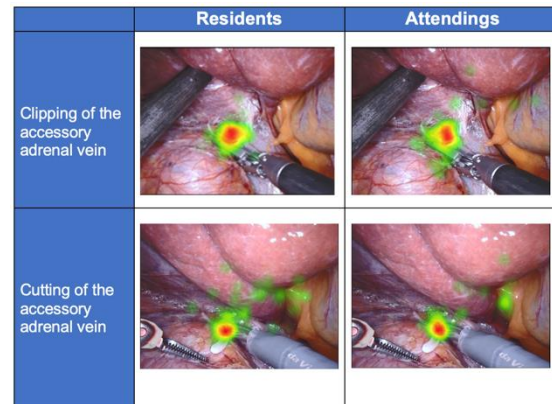 Residents
Attendings
Clipping of the
accessory
adrenal vein
Cutting of the
accessory
adrenal vein